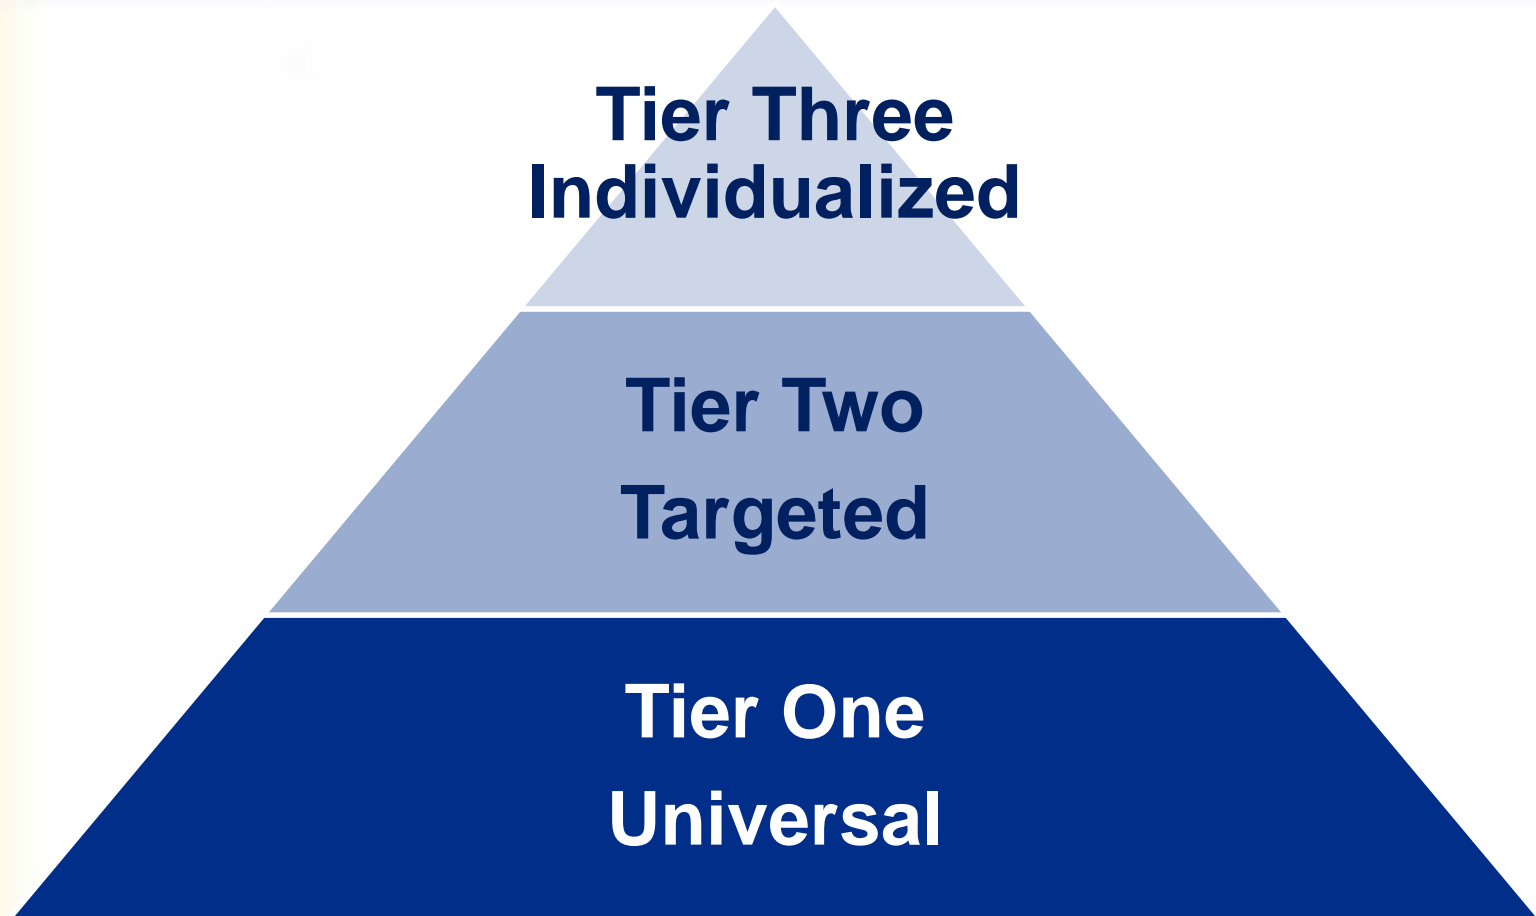 Tier Three
Individualized
Tier Two
Targeted
Tier One
Universal